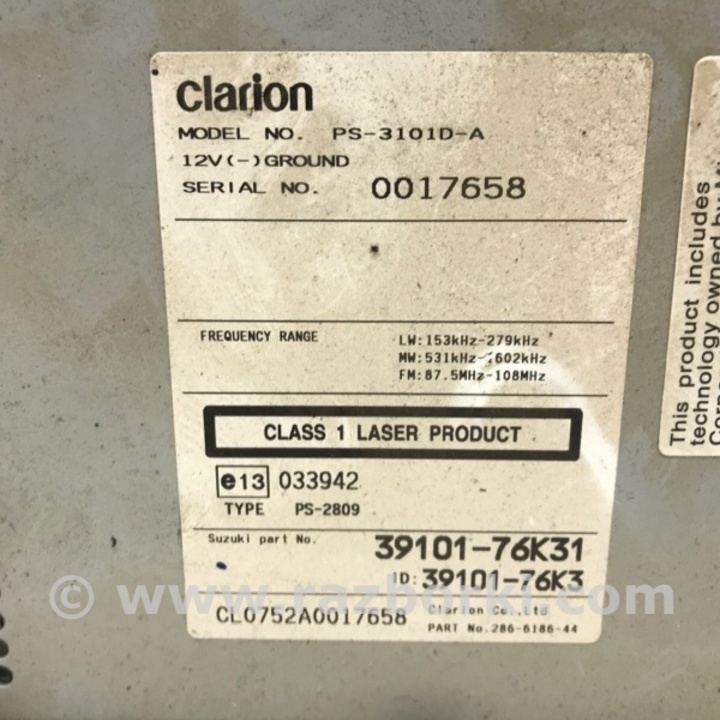 clarion
MODEL NO. PS-3101D-A
12V(-)GROUND
SERIAL NO. 0017658
FREQUENCY RANGE LW:153kHz-279kHz
MW:531kHz-1602kHz
FM:87.5MHz-108MHz
CLASS 1 LASER PRODUCT
e13 033942
TYPE PS-2809
Suzuki part No. 39101-76K31
ID: 39101-76K3
© www.razborki.com
CL0752A0017658 Clarion Co.,Ltd
PART No.286-6186-44
This product includes
technology owned by